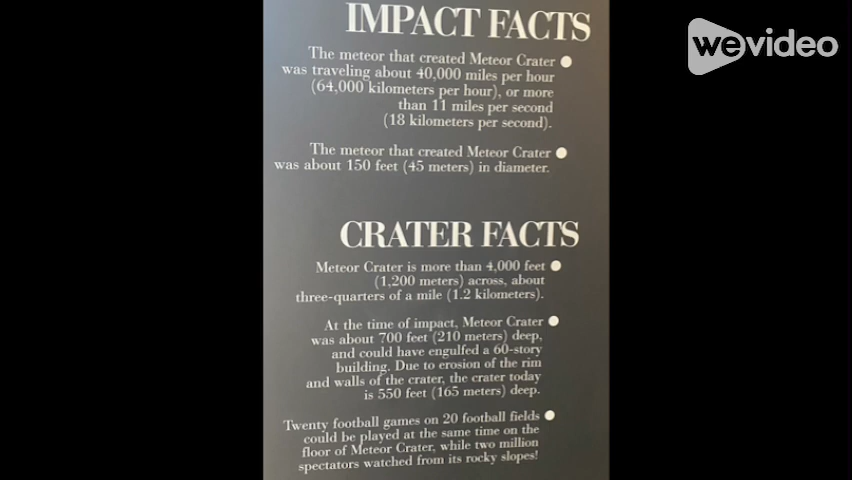 IMPACT FACTS
The meteor that created Meteor Crater
was traveling about 40,000 miles per hour
(64,000 kilometers per hour), or more
than 11 miles per second
(18 kilometers per second).
The meteor that created Meteor Crater
was about 150 feet (45 meters) in diameter.
CRATER FACTS
Meteor Crater is more than 4,000 feet
(1,200 meters) across, about
three-quarters of a mile (1.2 kilometers).
At the time of impact, Meteor Crater
was about 700 feet (210 meters) deep,
and could have engulfed a 60-story
building. Due to erosion of the rim
and walls of the crater, the crater today
is 550 feet (165 meters) deep.
Twenty football games on 20 football fields
could be played at the same time on the
floor of Meteor Crater, while two million
spectators watched from its rocky slopes!
wevideo